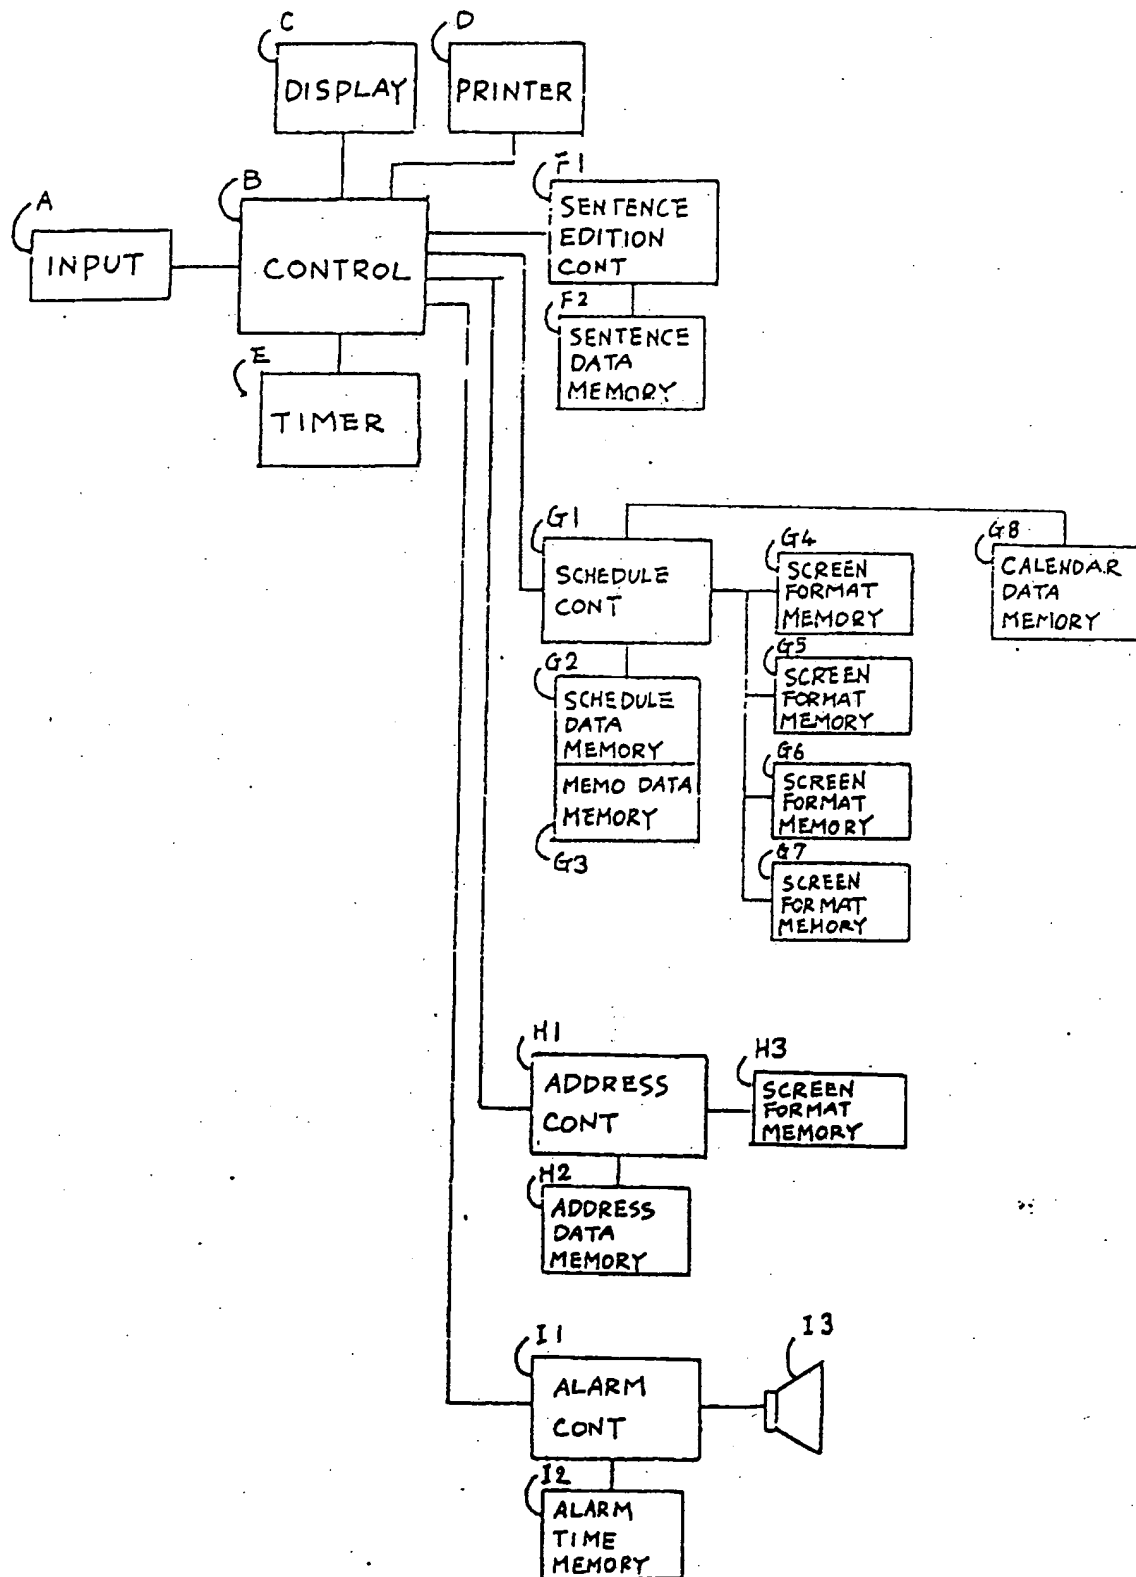 C
DISPLAY
D
PRINTER
A
INPUT
B
CONTROL
E
TIMER
F1
SENTENCE
EDITION
CONT
F2
SENTENCE
DATA
MEMORY
G1
SCHEDULE
CONT
G2
SCHEDULE
DATA
MEMORY
MEMO DATA
MEMORY
G3
G4
SCREEN
FORMAT
MEMORY
G5
SCREEN
FORMAT
MEMORY
G6
SCREEN
FORMAT
MEMORY
G7
SCREEN
FORMAT
MEMORY
G8
CALENDAR
DATA
MEMORY
H1
ADDRESS
CONT
H2
ADDRESS
DATA
MEMORY
H3
SCREEN
FORMAT
MEMORY
I1
ALARM
CONT
I2
ALARM
TIME
MEMORY
I3